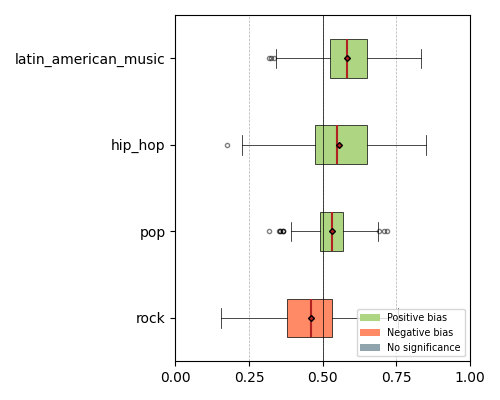 latin_american_music
hip_hop
pop
rock
Positive bias
Negative bias
No significance
0.00 0.25 0.50 0.75 1.00